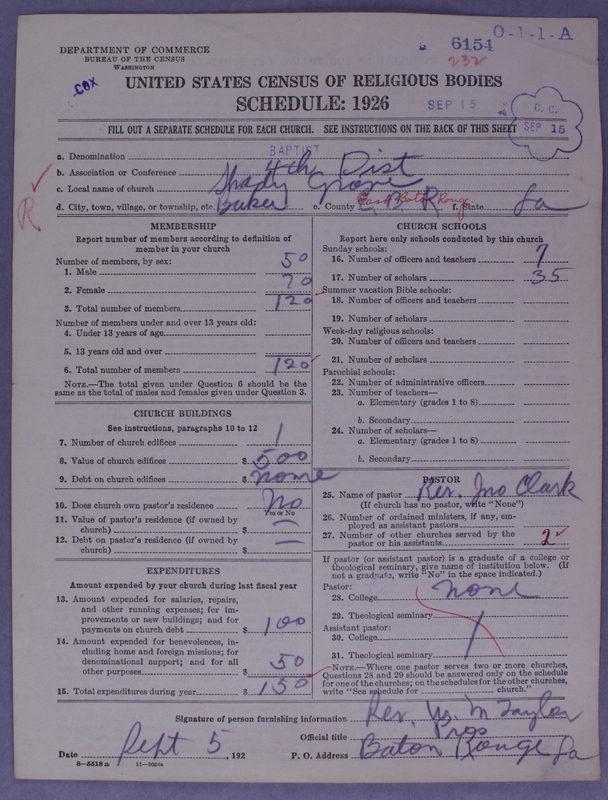 O-1-1-A
DEPARTMENT OF COMMERCE
BUREAU OF THE CENSUS
WASHINGTON
6154
232
COX
UNITED STATES CENSUS OF RELIGIOUS BODIES
SCHEDULE: 1926
SEP 15
C. C.
SEP 15
FILL OUT A SEPARATE SCHEDULE FOR EACH CHURCH. SEE INSTRUCTIONS ON THE BACK OF THIS SHEET
a. Denomination BAPTIST
b. Association or Conference 4th Dist
c. Local name of church Shady Grove
R
d. City, town, village, or township, etc. Baker e. County E B R East Baton Rouge f. State La
MEMBERSHIP
Report number of members according to definition of member in your church
Number of members, by sex:
1. Male 50
2. Female 70
3. Total number of members 120
Number of members under and over 13 years old:
4. Under 13 years of age
5. 13 years old and over
6. Total number of members 120
NOTE.—The total given under Question 6 should be
same as the total of males and females given under Question 3.
CHURCH BUILDINGS
See instructions, paragraphs 10 to 12
7. Number of church edifices 1
8. Value of church edifices $ 500
9. Debt on church edifices $ none
10. Does church own pastor's residence No
Yes or No
11. Value of pastor's residence (if owned by
church) $ —
12. Debt on pastor's residence (if owned by
church) $ —
EXPENDITURES
Amount expended by your church during last fiscal year
13. Amount expended for salaries, repairs,
and other running expenses; for im-
provements or new buildings; and for
payments on church debt $ 100
14. Amount expended for benevolences, in-
cluding home and foreign missions; for
denominational support; and for all
other purposes $ 50
15. Total expenditures during year $ 150
CHURCH SCHOOLS
Report here only schools conducted by this church
Sunday schools:
16. Number of officers and teachers 7
17. Number of scholars 35
Summer vacation Bible schools:
18. Number of officers and teachers
19. Number of scholars
Week-day religious schools:
20. Number of officers and teachers
21. Number of scholars
Parochial schools:
22. Number of administrative officers
23. Number of teachers—
a. Elementary (grades 1 to 8)
b. Secondary
24. Number of scholars—
a. Elementary (grades 1 to 8)
b. Secondary
PASTOR
25. Name of pastor Rev. Jno Clark
(If church has no pastor, write "None")
26. Number of ordained ministers, if any, em-
ployed as assistant pastors
27. Number of other churches served by the
pastor or his assistants 2
If pastor (or assistant pastor) is a graduate of a college or
theological seminary, give name of institution below. (If
not a graduate, write "No" in the space indicated.)
Pastor:
28. College none
29. Theological seminary
Assistant pastor:
30. College
31. Theological seminary
NOTE.—Where one pastor serves two or more churches,
Questions 28 and 29 should be answered only on the schedule
for one of the churches; on the schedules for the other churches,
write "See schedule for church."
Signature of person furnishing information Rev. W. M Taylor
Official title Pres
Date Sept 5, 192 P. O. Address Baton Rouge La
8-5518a 11-9024a